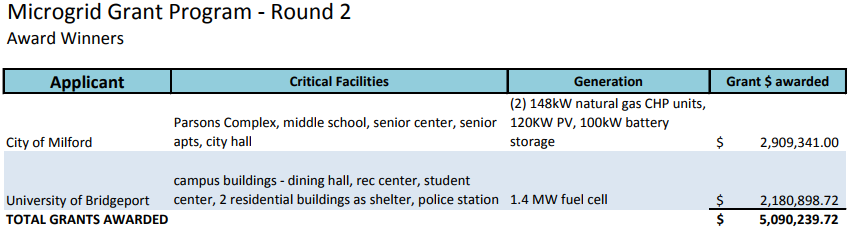 Microgrid Grant Program - Round 2
Award Winners
Applicant Critical Facilities Generation Grant $ awarded
City of Milford
Parsons Complex, middle school, senior center, senior
apts, city hall
(2) 148kW natural gas CHP units,
120KW PV, 100kW battery
storage
$ 2,909,341.00
University of Bridgeport
campus buildings - dining hall, rec center, student
center, 2 residential buildings as shelter, police station
1.4 MW fuel cell
$ 2,180,898.72
TOTAL GRANTS AWARDED $ 5,090,239.72